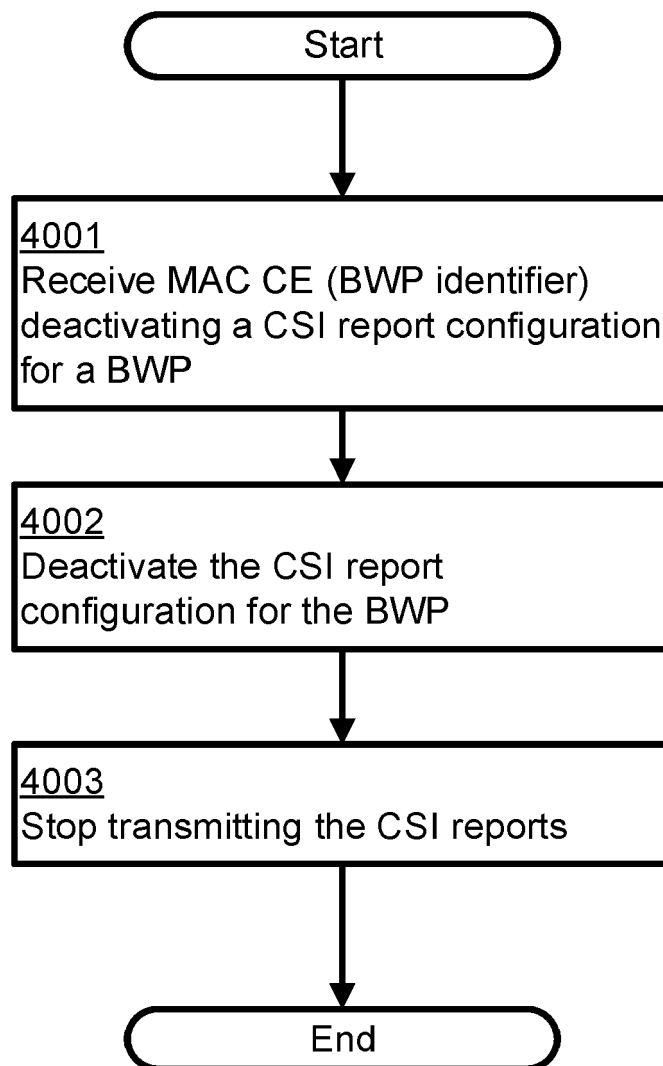 Start
4001
Receive MAC CE (BWP identifier)
deactivating a CSI report configuration
for a BWP
4002
Deactivate the CSI report
configuration for the BWP
4003
Stop transmitting the CSI reports
End